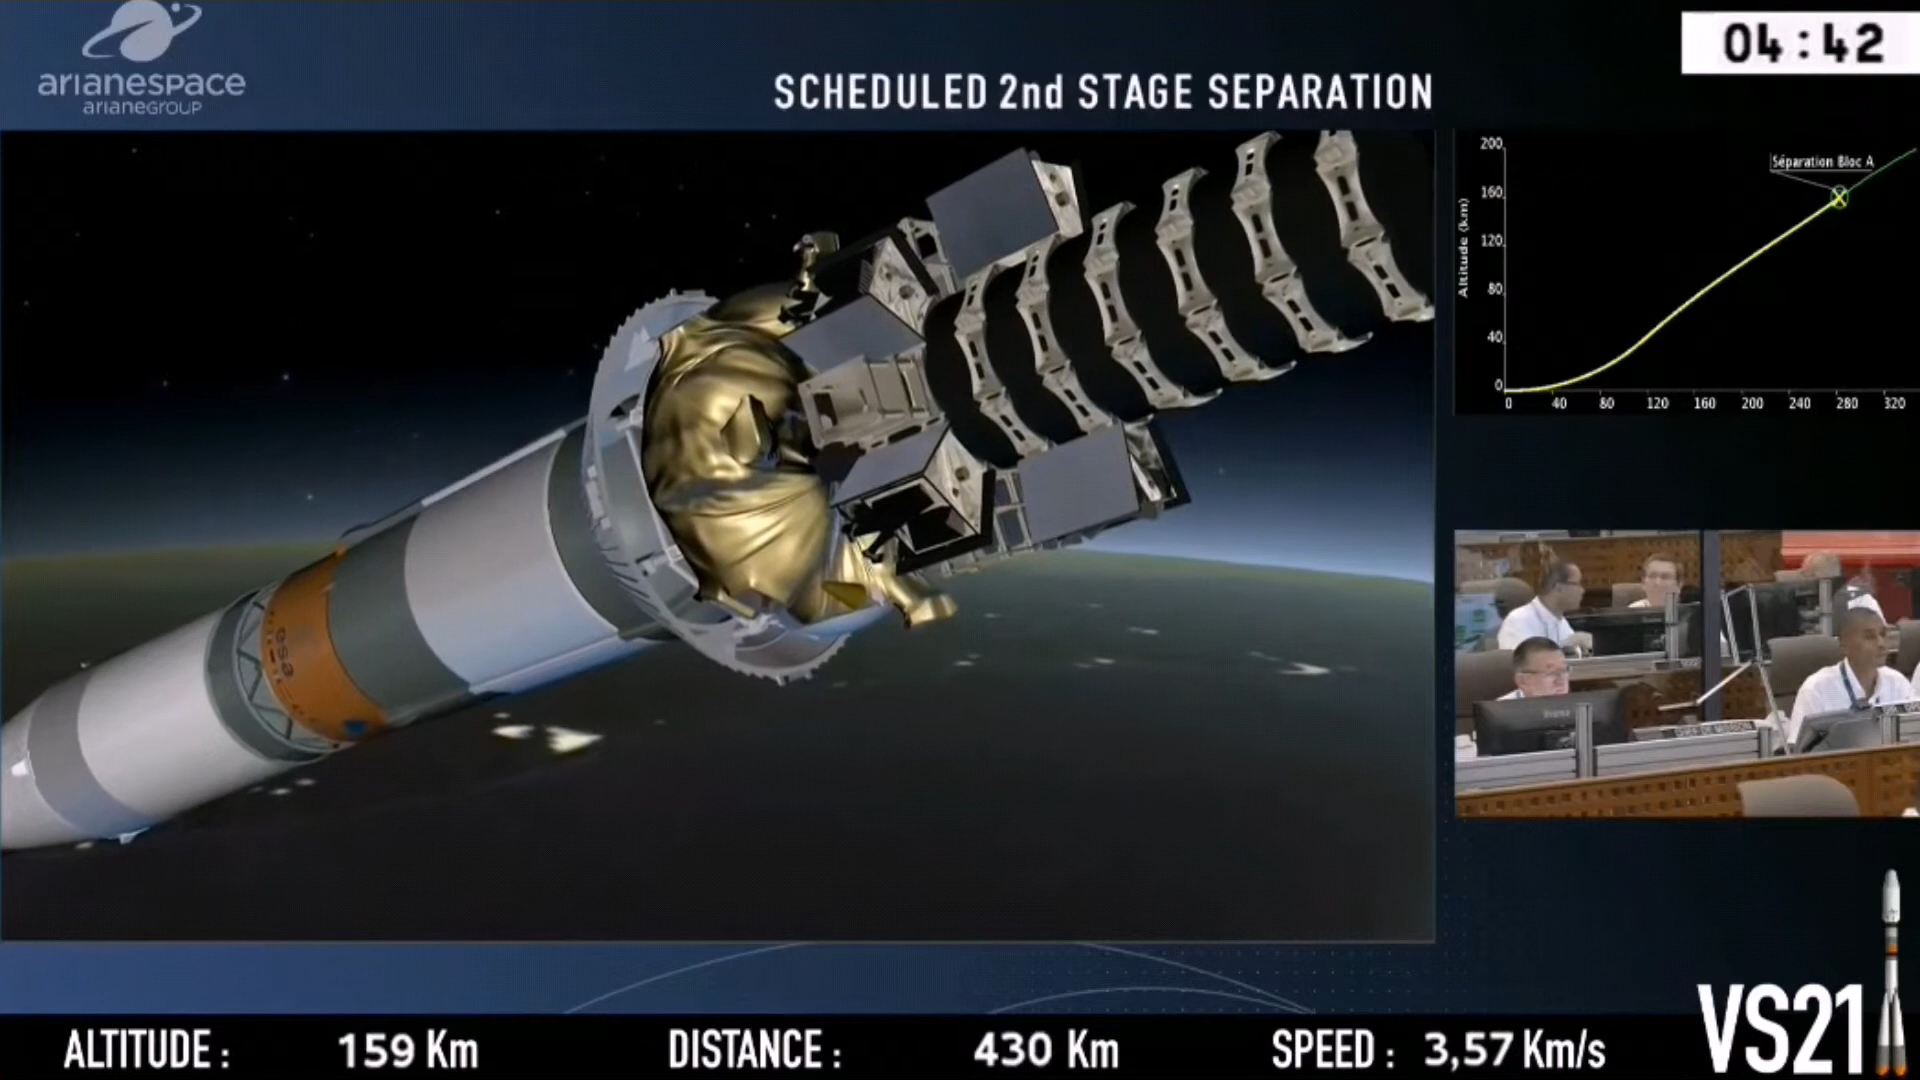 arianespace
arianeGROUP
SCHEDULED 2nd STAGE SEPARATION
04:42
200
160
120
80
40
0
Altitude (km)
Séparation Bloc A
0 40 80 120 160 200 240 280 320
esa
VS21
ALTITUDE : 159 Km DISTANCE : 430 Km SPEED : 3,57 Km/s